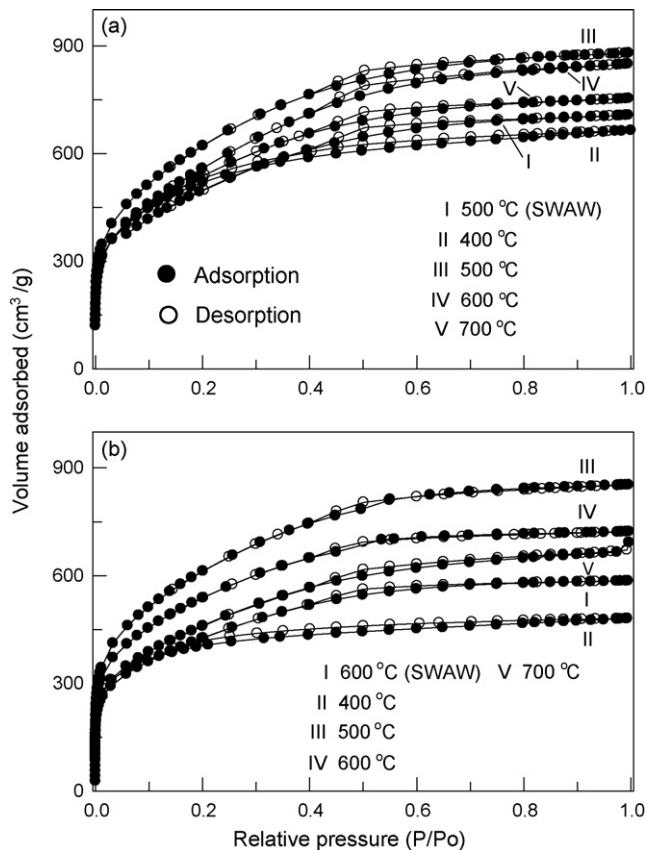 (a)
900
600
300
0
III
IV
V
I
II
I 500 °C (SWAW)
II 400 °C
III 500 °C
IV 600 °C
V 700 °C
Adsorption
Desorption
0.0 0.2 0.4 0.6 0.8 1.0
Volume adsorbed (cm³/g)
(b)
900
600
300
0
III
IV
V
I
II
I 600 °C (SWAW) V 700 °C
II 400 °C
III 500 °C
IV 600 °C
0.0 0.2 0.4 0.6 0.8 1.0
Relative pressure (P/Po)